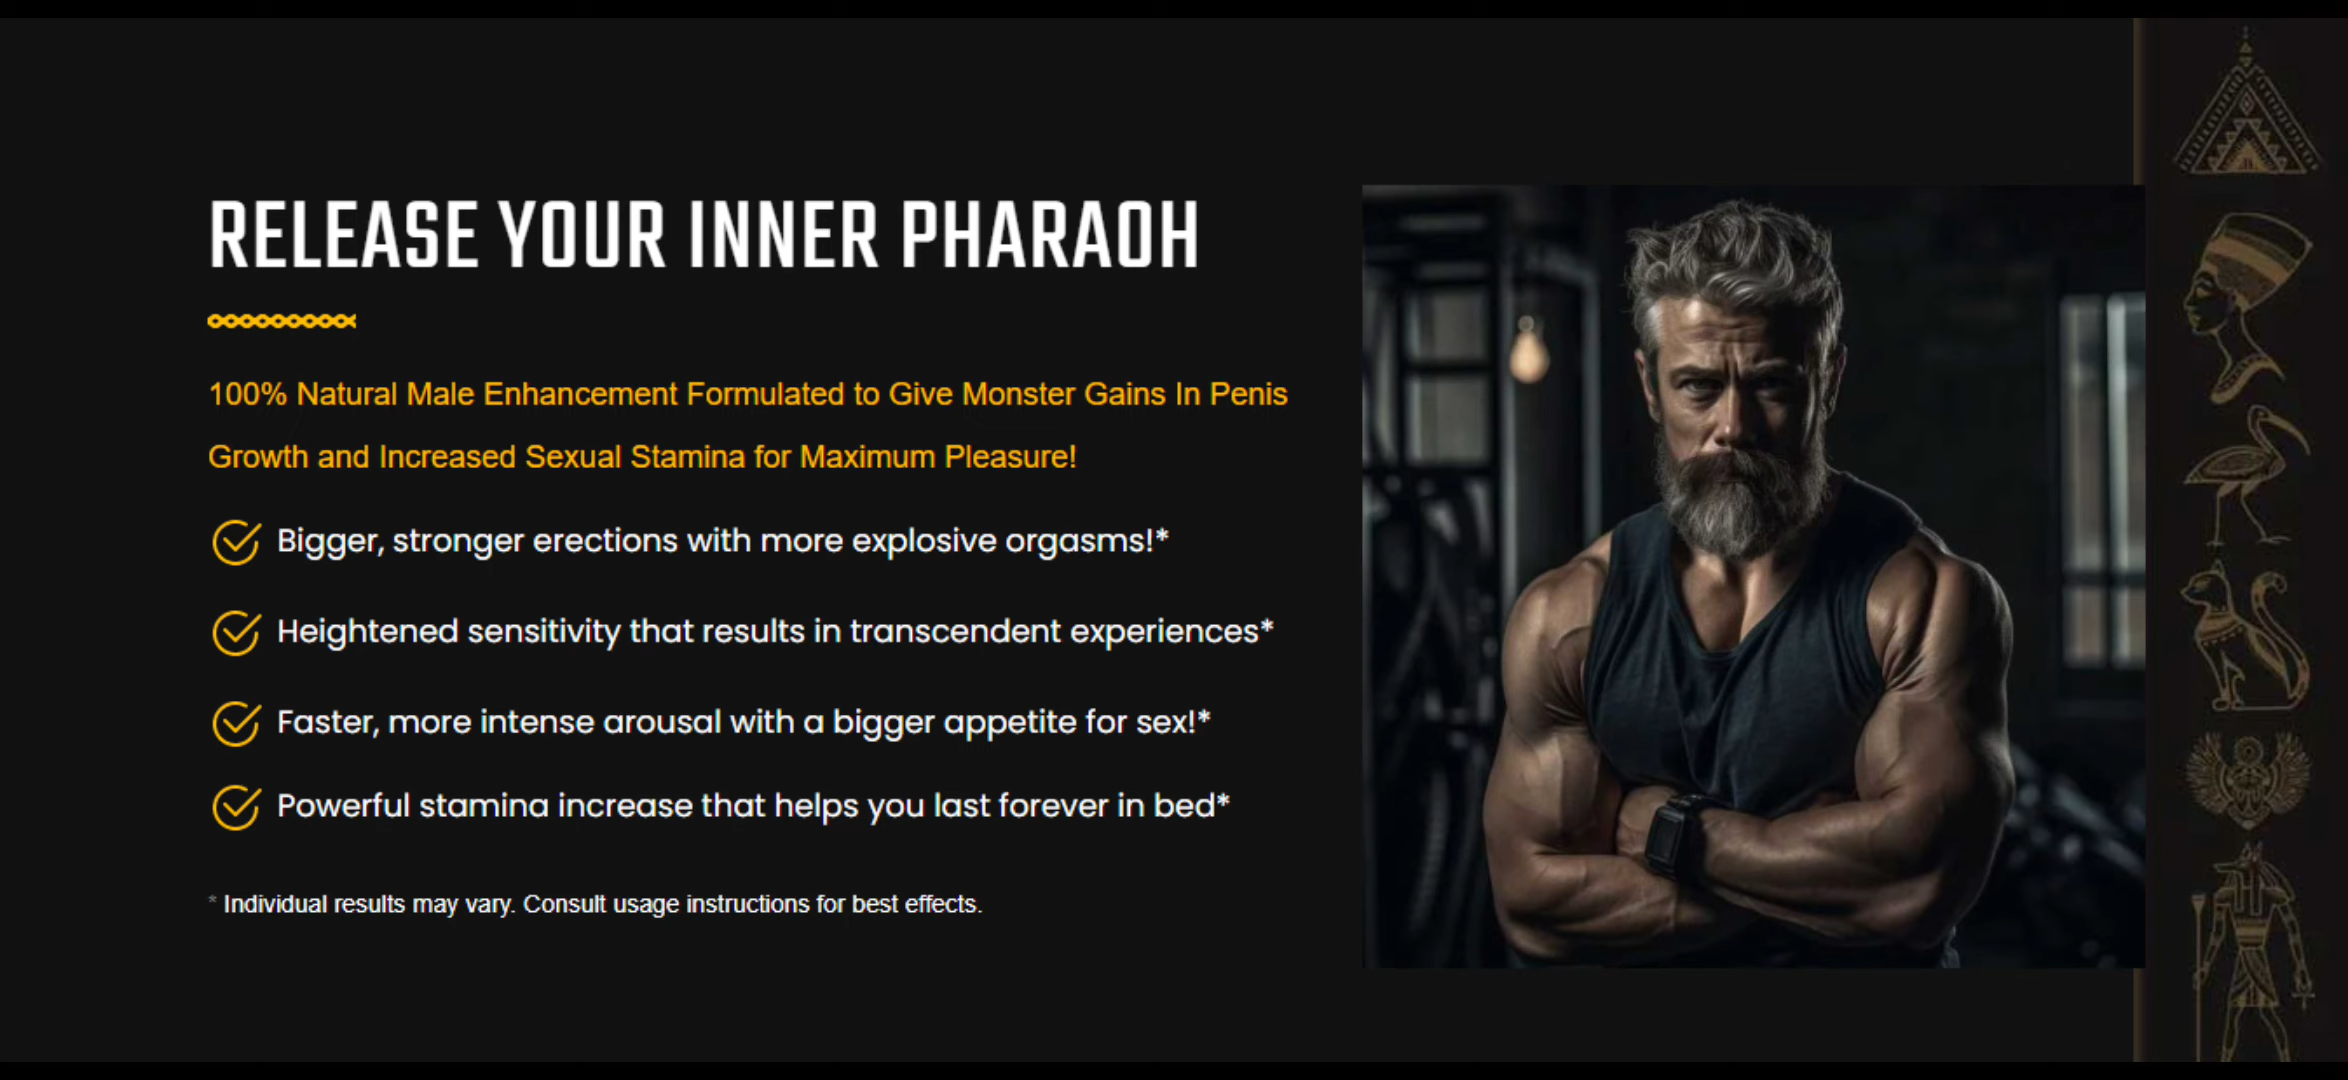 RELEASE YOUR INNER PHARAOH
100% Natural Male Enhancement Formulated to Give Monster Gains In Penis
Growth and Increased Sexual Stamina for Maximum Pleasure!
Bigger, stronger erections with more explosive orgasms!*
Heightened sensitivity that results in transcendent experiences*
Faster, more intense arousal with a bigger appetite for sex!*
Powerful stamina increase that helps you last forever in bed*
* Individual results may vary. Consult usage instructions for best effects.